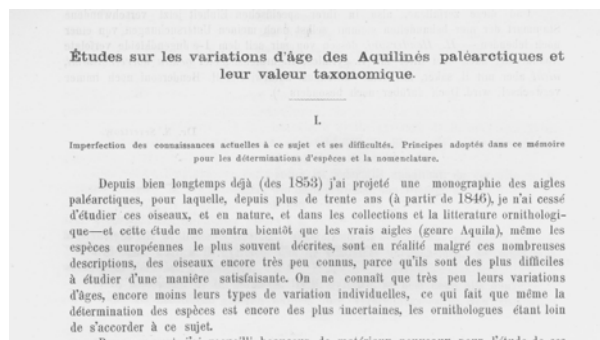 Études sur les variations d'âge des Aquilinés paléarctiques et
leur valeur taxonomique.
I.
Imperfection des connaissances actuelles à ce sujet et ses difficultés. Principes adoptés dans ce mémoire
pour les déterminations d'espèces et la nomenclature.
Depuis bien longtemps déjà (des 1853) j'ai projeté une monographie des aigles
paléarctiques, pour laquelle, depuis plus de trente ans (à partir de 1846), je n'ai cessé
d'étudier ces oiseaux, et en nature, et dans les collections et la litterature ornithologi-
que—et cette étude me montra bientôt que les vrais aigles (genre Aquila), même les
espèces européennes le plus souvent décrites, sont en réalité malgré ces nombreuses
descriptions, des oiseaux encore très peu connus, parce qu'ils sont des plus difficiles
à étudier d'une manière satisfaisante. On ne connaît que très peu leurs variations
d'âges, encore moins leurs types de variation individuelles, ce qui fait que même la
détermination des espèces est encore des plus incertaines, les ornithologues étant loin
de s'accorder à ce sujet.